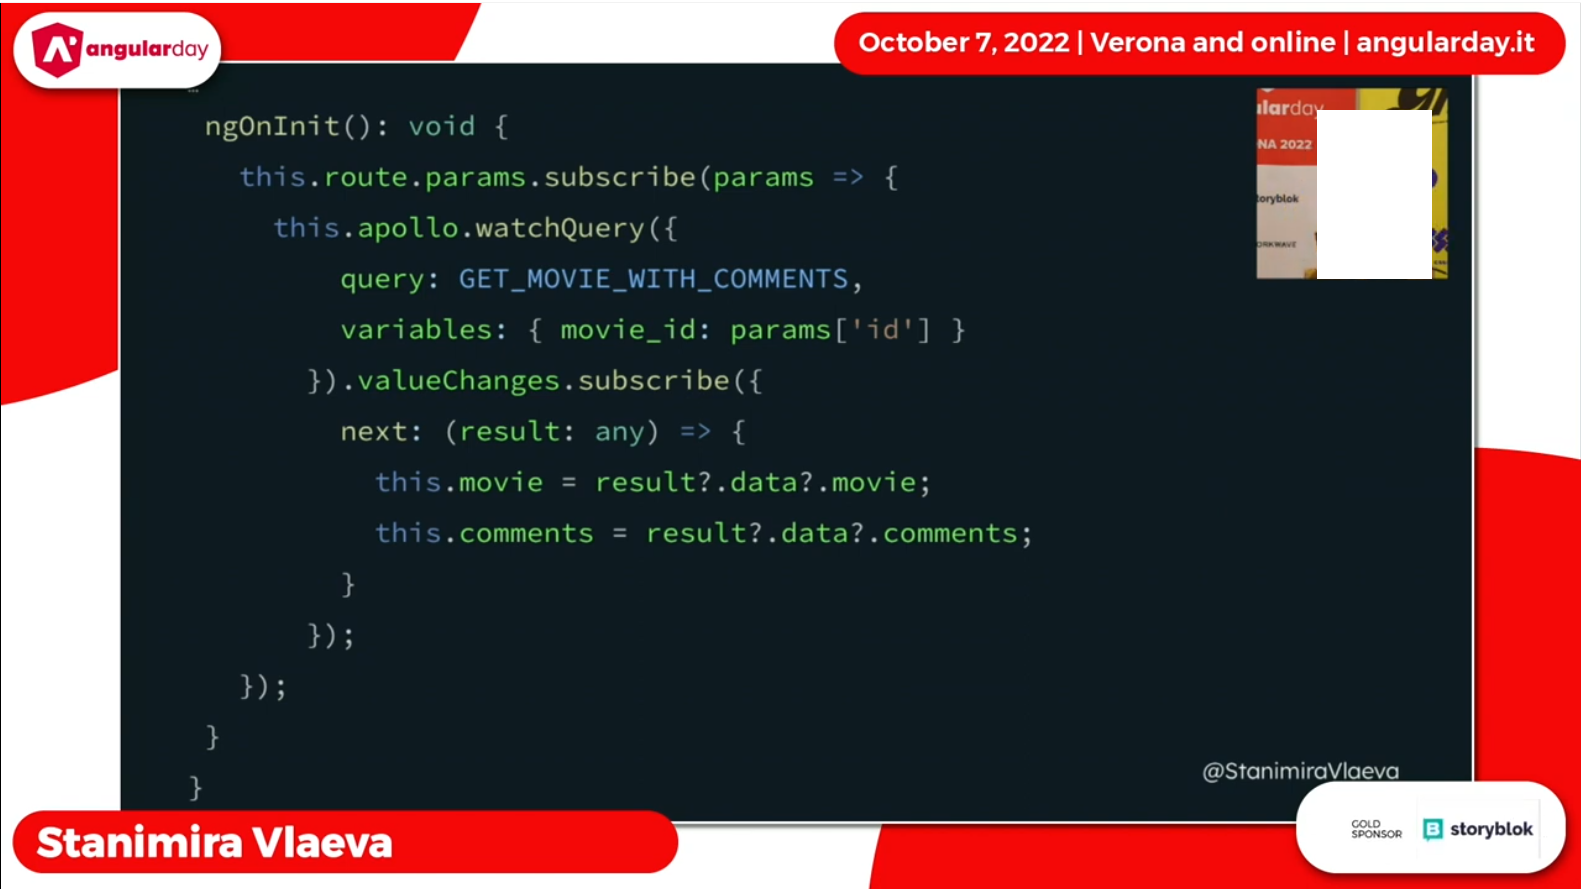 angularday
October 7, 2022 | Verona and online | angularday.it
…
ngOnInit(): void {
this.route.params.subscribe(params => {
this.apollo.watchQuery({
query: GET_MOVIE_WITH_COMMENTS,
variables: { movie_id: params['id'] }
}).valueChanges.subscribe({
next: (result: any) => {
this.movie = result?.data?.movie;
this.comments = result?.data?.comments;
}
});
});
}
}
ularday
NA 2022
toryblok
ORKWAVE
@StanimiraVlaeva
Stanimira Vlaeva
GOLD
SPONSOR
storyblok